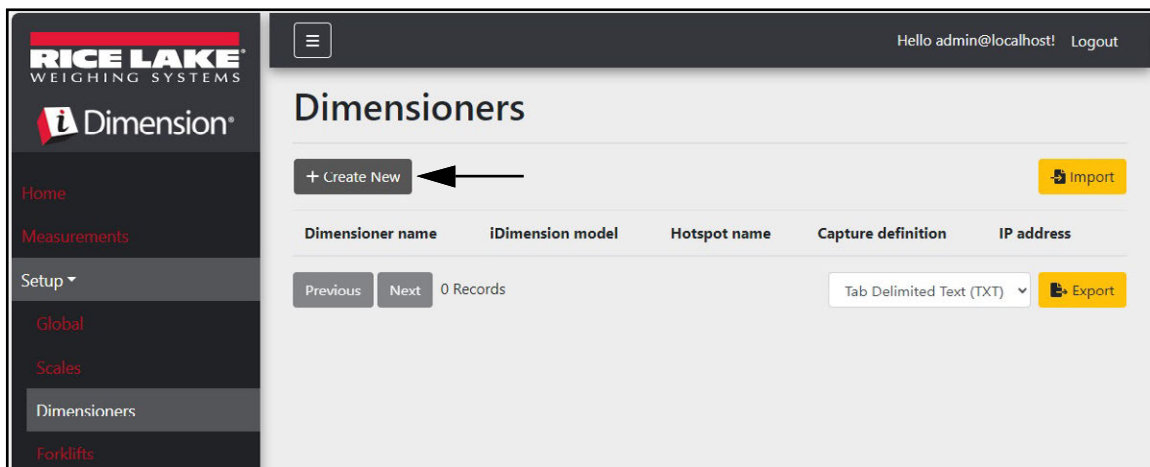 RICE LAKE®
WEIGHING SYSTEMS
i Dimension®
Home
Measurements
Setup
Global
Scales
Dimensioners
Forklifts
Hello admin@localhost! Logout
Dimensioners
+ Create New
Import
Dimensioner name iDimension model Hotspot name Capture definition IP address
Previous Next 0 Records Tab Delimited Text (TXT) Export